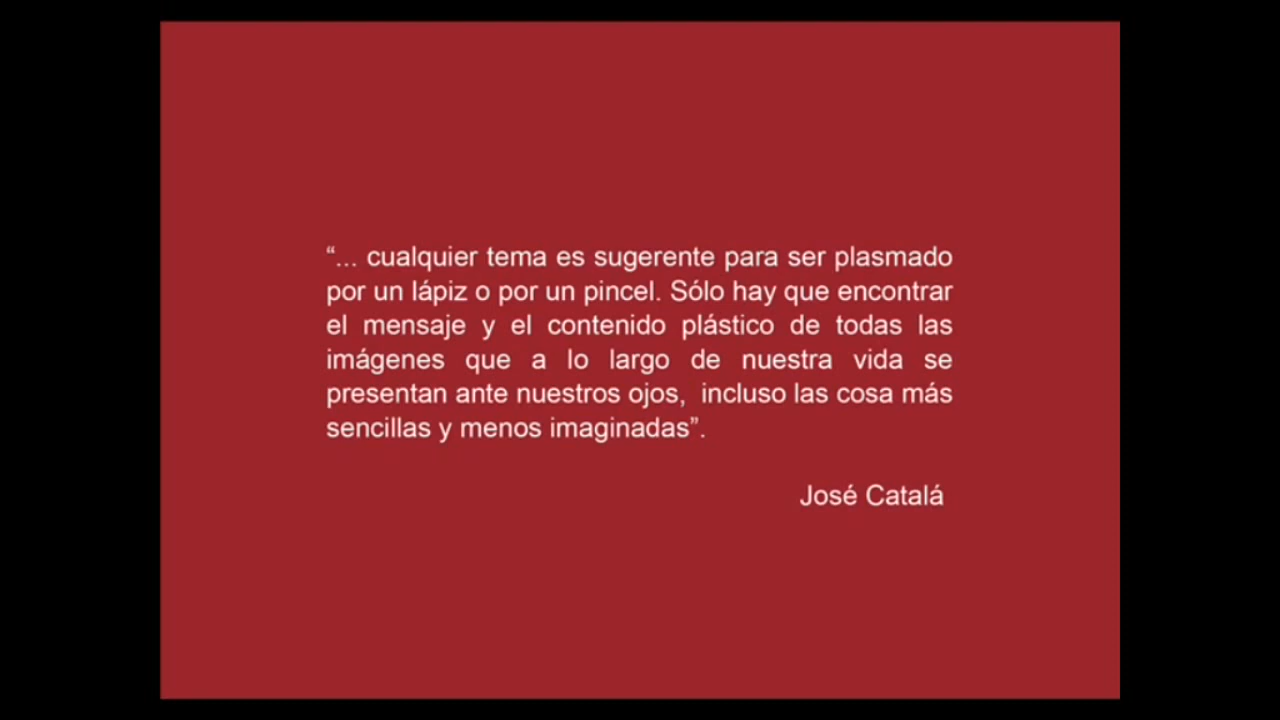 “... cualquier tema es sugerente para ser plasmado
por un lápiz o por un pincel. Sólo hay que encontrar
el mensaje y el contenido plástico de todas las
imágenes que a lo largo de nuestra vida se
presentan ante nuestros ojos,  incluso las cosa más
sencillas y menos imaginadas”.
José Catalá